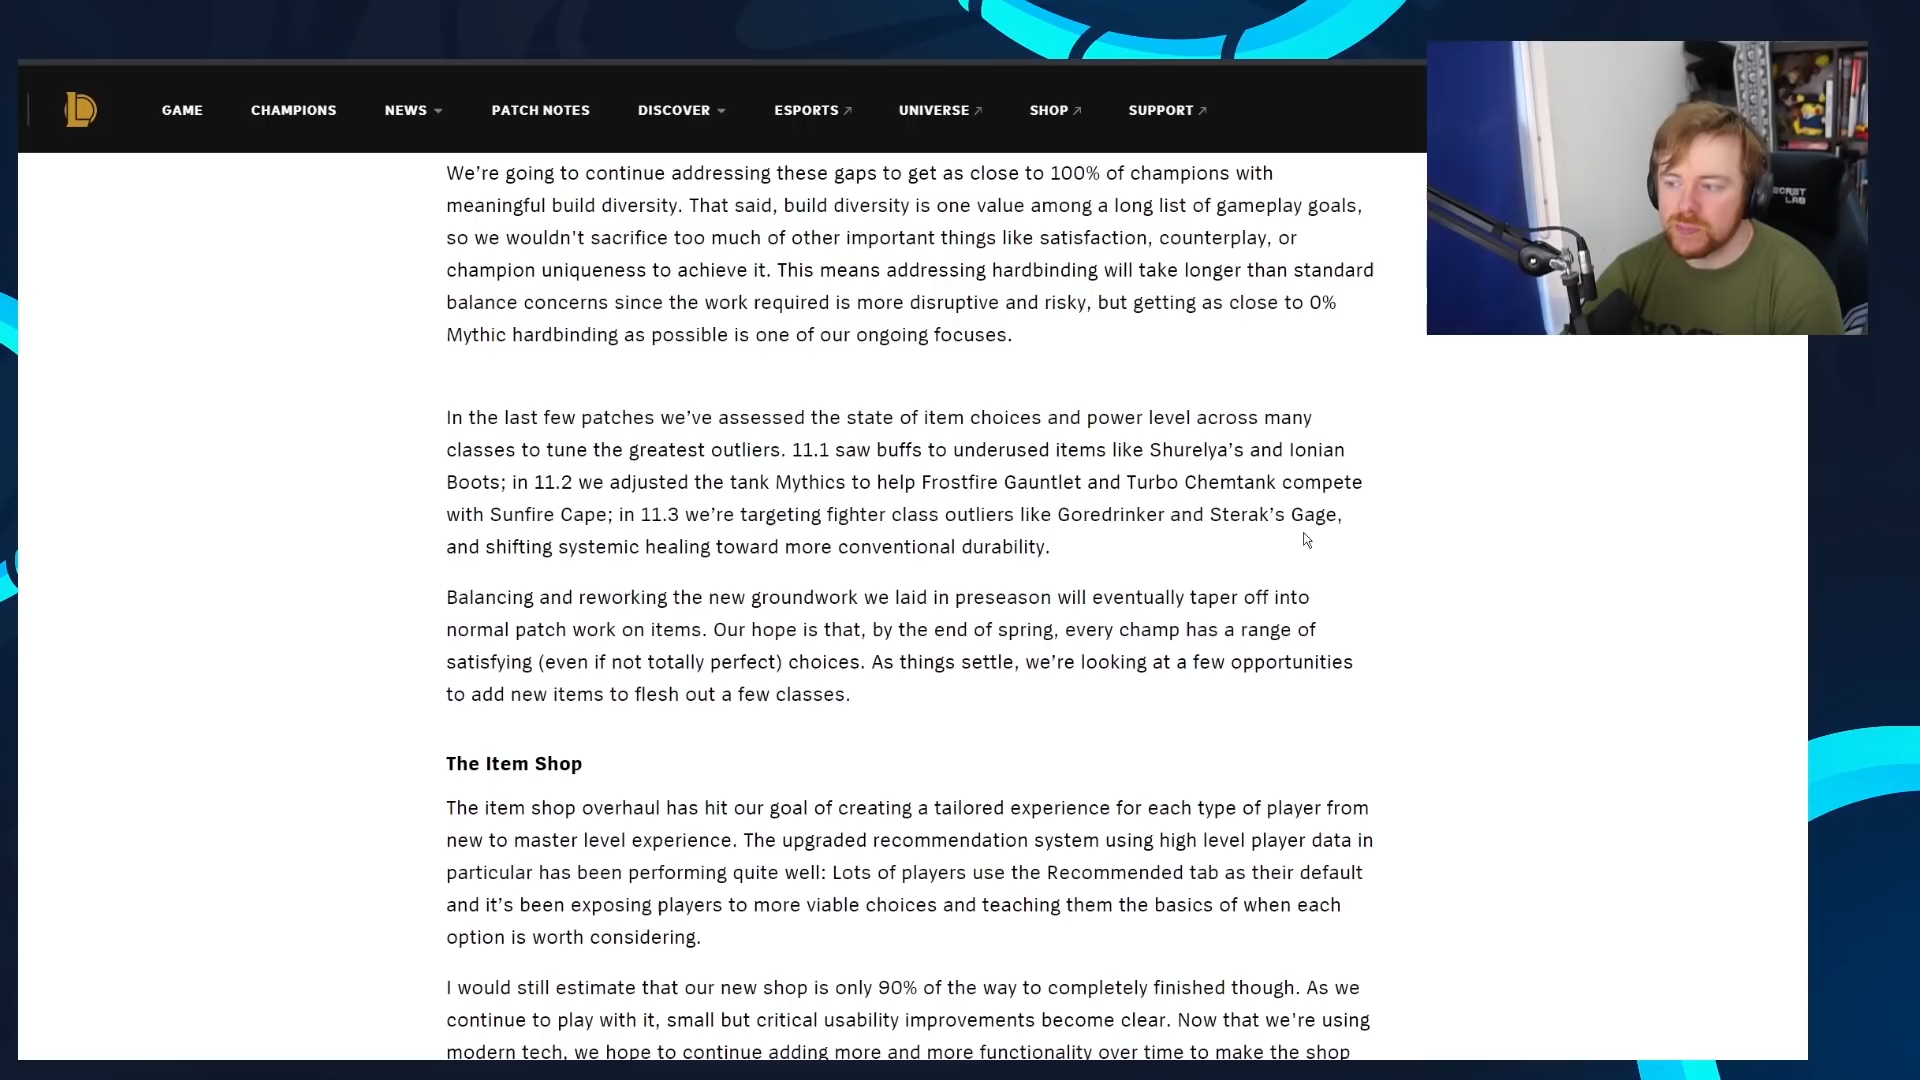 GAME CHAMPIONS NEWS PATCH NOTES DISCOVER ESPORTS UNIVERSE SHOP SUPPORT
We're going to continue addressing these gaps to get as close to 100% of champions with
meaningful build diversity. That said, build diversity is one value among a long list of gameplay goals,
so we wouldn't sacrifice too much of other important things like satisfaction, counterplay, or
champion uniqueness to achieve it. This means addressing hardbinding will take longer than standard
balance concerns since the work required is more disruptive and risky, but getting as close to 0%
Mythic hardbinding as possible is one of our ongoing focuses.
In the last few patches we've assessed the state of item choices and power level across many
classes to tune the greatest outliers. 11.1 saw buffs to underused items like Shurelya's and Ionian
Boots; in 11.2 we adjusted the tank Mythics to help Frostfire Gauntlet and Turbo Chemtank compete
with Sunfire Cape; in 11.3 we're targeting fighter class outliers like Goredrinker and Sterak's Gage,
and shifting systemic healing toward more conventional durability.
Balancing and reworking the new groundwork we laid in preseason will eventually taper off into
normal patch work on items. Our hope is that, by the end of spring, every champ has a range of
satisfying (even if not totally perfect) choices. As things settle, we're looking at a few opportunities
to add new items to flesh out a few classes.
The Item Shop
The item shop overhaul has hit our goal of creating a tailored experience for each type of player from
new to master level experience. The upgraded recommendation system using high level player data in
particular has been performing quite well: Lots of players use the Recommended tab as their default
and it's been exposing players to more viable choices and teaching them the basics of when each
option is worth considering.
I would still estimate that our new shop is only 90% of the way to completely finished though. As we
continue to play with it, small but critical usability improvements become clear. Now that we're using
modern tech, we hope to continue adding more and more functionality over time to make the shop